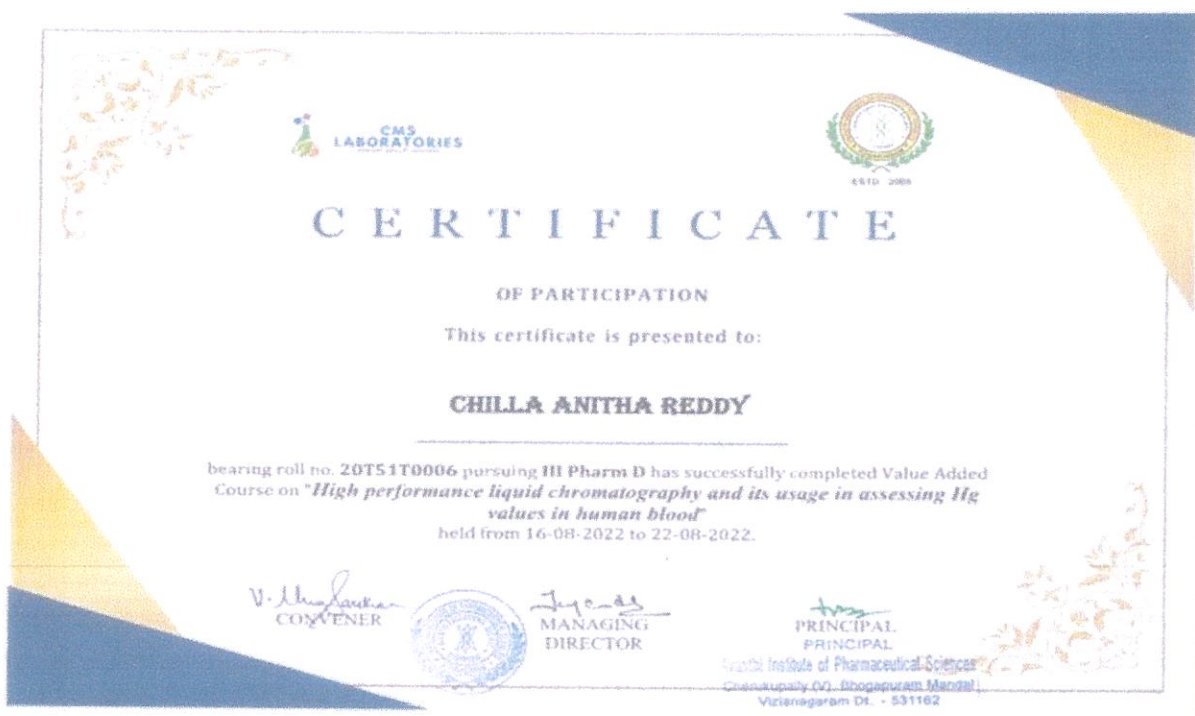 CMS
LABORATORIES
ESTD 2008
CERTIFICATE
OF PARTICIPATION
This certificate is presented to:
CHILLA ANITHA REDDY
bearing roll no. 20T51T0006 pursuing III Pharm D has successfully completed Value Added
Course on "High performance liquid chromatography and its usage in assessing Hg
values in human blood"
held from 16-08-2022 to 22-08-2022.
CONVENER
MANAGING
DIRECTOR
PRINCIPAL
PRINCIPAL
Institute of Pharmaceutical Sciences
Cherukupally (V), Bhogapuram Mandal
Vizianagaram Dt. - 531162